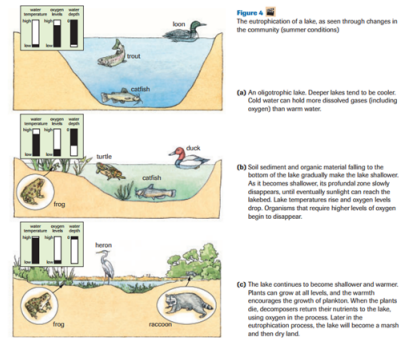 Figure 4
The eutrophication of a lake, as seen through changes in
the community (summer conditions)
water oxygen water
temperature levels depth
high high 0
low low
loon
trout
catfish
(a) An oligotrophic lake. Deeper lakes tend to be cooler.
Cold water can hold more dissolved gases (including
oxygen) than warm water.
water oxygen water
temperature levels depth
high high 0
low low
turtle
duck
catfish
frog
(b) Soil sediment and organic material falling to the
bottom of the lake gradually make the lake shallower.
As it becomes shallower, its profundal zone slowly
disappears, until eventually sunlight can reach the
lakebed. Lake temperatures rise and oxygen levels
drop. Organisms that require higher levels of oxygen
begin to disappear.
water oxygen water
temperature levels depth
high high 0
low low
heron
frog
raccoon
(c) The lake continues to become shallower and warmer.
Plants can grow at all levels, and the warmth
encourages the growth of plankton. When the plants
die, decomposers return their nutrients to the lake,
using oxygen in the process. Later in the
eutrophication process, the lake will become a marsh
and then dry land.